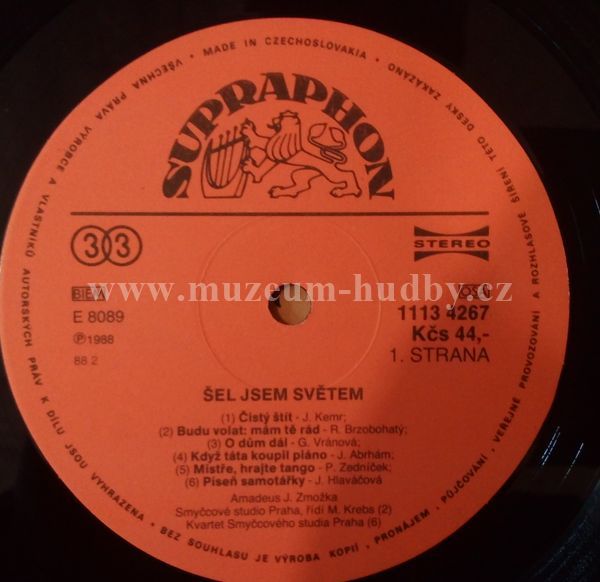 VŠECHNA PRÁVA VÝROBCE A VLASTNÍKŮ AUTORSKÝCH PRÁV K DÍLU JSOU VYHRAZENA • BEZ SOUHLASU JE VÝROBA KOPIÍ, PRONÁJEM, PŮJČOVÁNÍ, VEŘEJNÉ PROVOZOVÁNÍ A ROZHLASOVÉ ŠÍŘENÍ TÉTO DESKY ZAKÁZÁNO • MADE IN CZECHOSLOVAKIA •
SUPRAPHON
33
STEREO
www.muzeum-hudby.cz
BIEM OSA
E 8089 1113 4267
Ⓟ1988 Kčs 44,-
88 2 1. STRANA
ŠEL JSEM SVĚTEM
(1) Čistý štít - J. Kemr;
(2) Budu volat: mám tě rád - R. Brzobohatý;
(3) O dům dál - G. Vránová;
(4) Když táta koupil piáno - J. Abrhám;
(5) Mistře, hrajte tango - P. Zedníček;
(6) Píseň samotářky - J. Hlaváčová
Amadeus J. Zmožka
Smyčcové studio Praha, řídí M. Krebs (2)
Kvartet Smyčcového studia Praha (6)